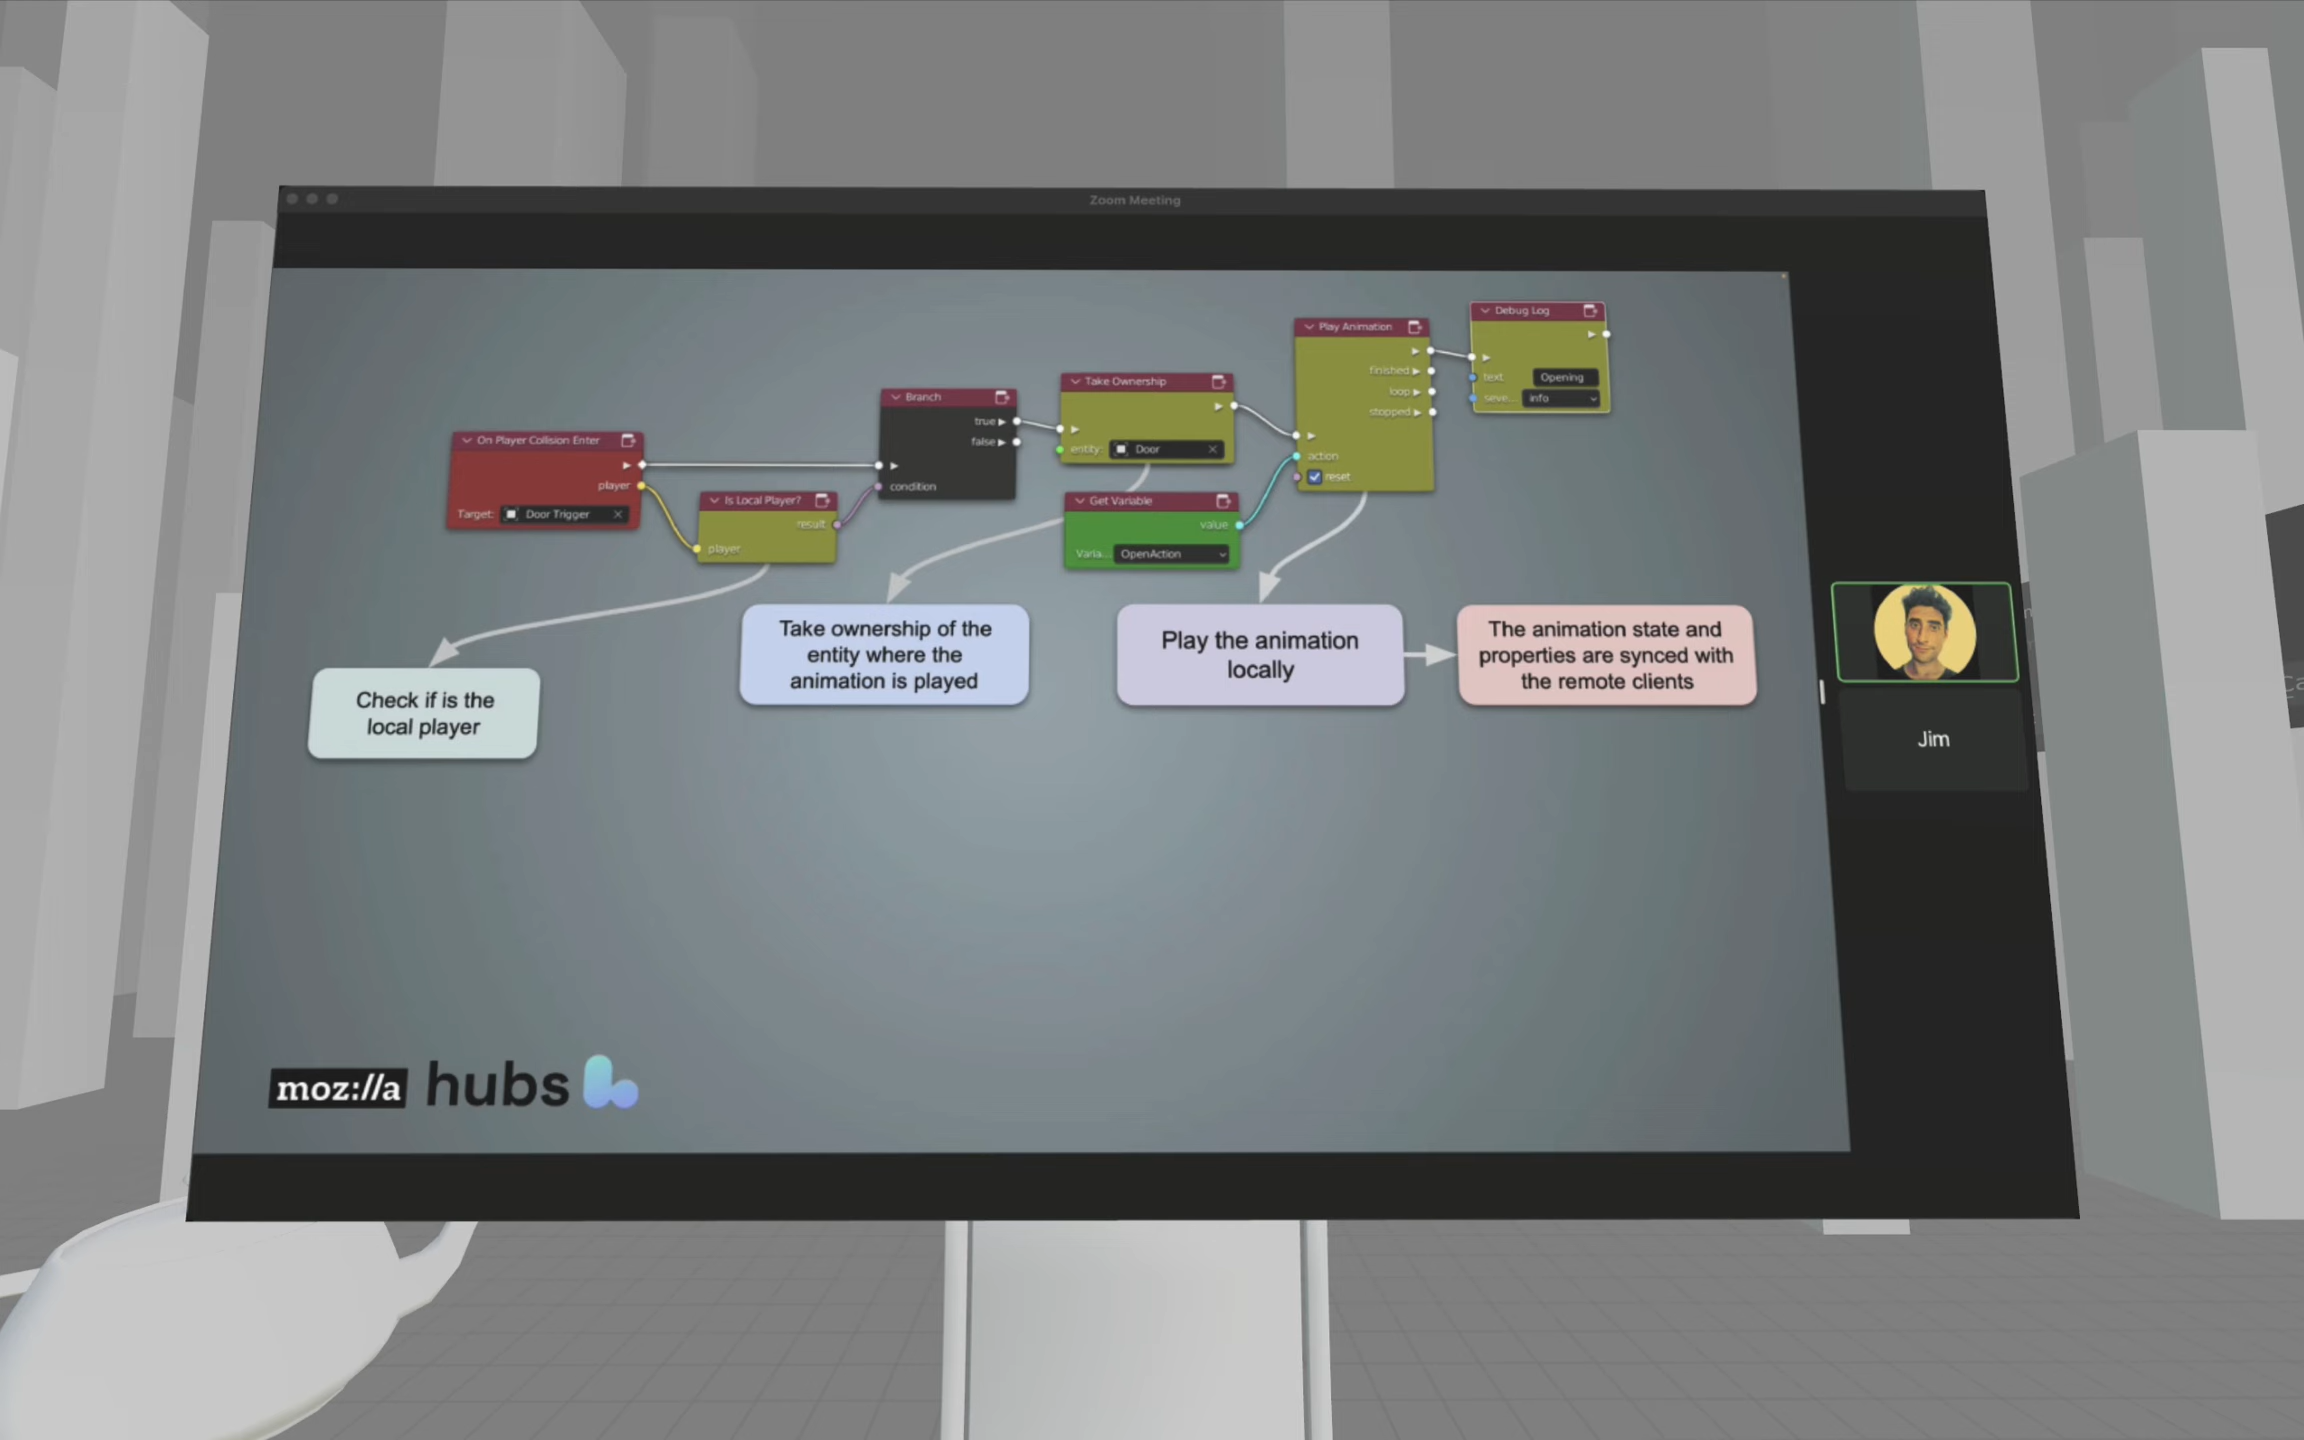 Zoom Meeting
On Player Collision Enter
player
Target: Door Trigger
Is Local Player?
result
player
Branch
true
false
condition
Take Ownership
entity: Door
Get Variable
value
Varia... OpenAction
Play Animation
finished
loop
stopped
action
reset
Debug Log
text Opening
seve... info
Check if is the
local player
Take ownership of the
entity where the
animation is played
Play the animation
locally
The animation state and
properties are synced with
the remote clients
Jim
moz://a hubs